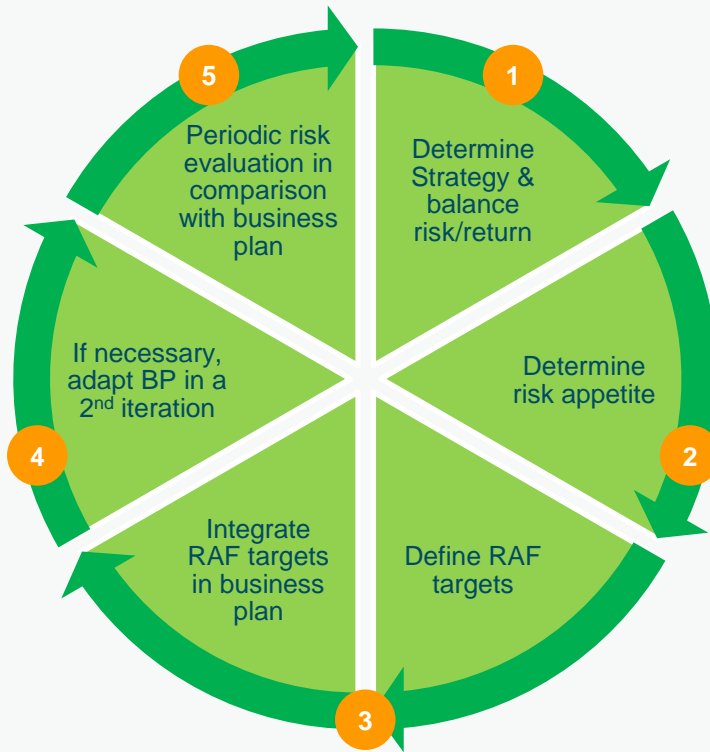 1
Determine
Strategy &
balance
risk/return
2
Determine
risk appetite
Define RAF
targets
3
Integrate
RAF targets
in business
plan
4
If necessary,
adapt BP in a
2nd iteration
5
Periodic risk
evaluation in
comparison
with business
plan